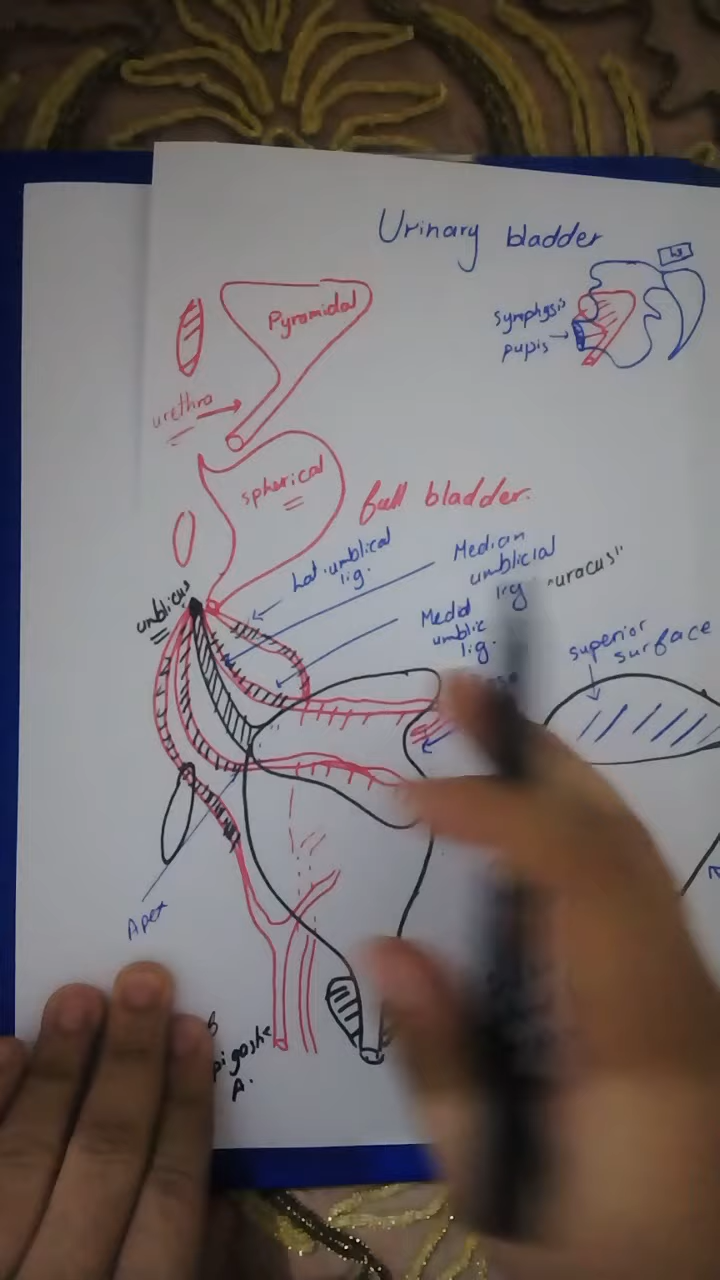 Urinary bladder
symphysis
pupis
Pyramidal
urethra
spherical
full bladder.
Lat. umblical
lig.
Median
umblicial
lig
"uracus"
umblicus
Medial
umblic
lig.
superior
surface
Apex
A.